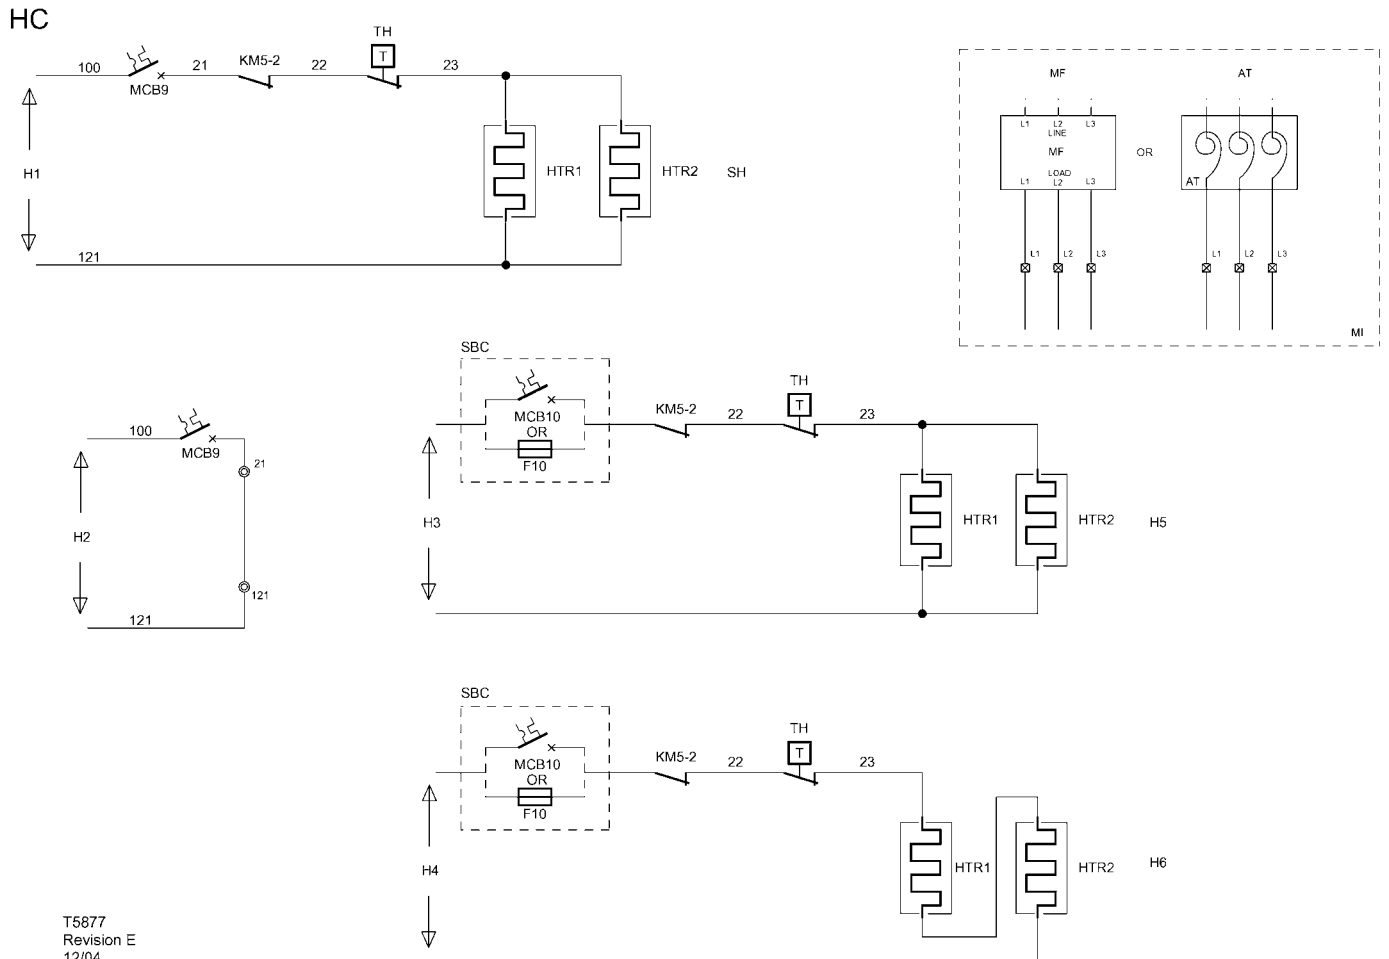 HC
TH
T
100
21
KM5-2
22
23
MCB9
H1
HTR1
HTR2
SH
121
MF
AT
L1
L2
L3
LINE
MF
OR
LOAD
L1
L2
L3
AT
L1
L2
L3
L1
L2
L3
MI
SBC
TH
T
MCB10
OR
F10
KM5-2
22
23
100
MCB9
21
H2
121
121
H3
HTR1
HTR2
H5
SBC
TH
T
MCB10
OR
F10
KM5-2
22
23
H4
HTR1
HTR2
H6
T5877
Revision E
12/04